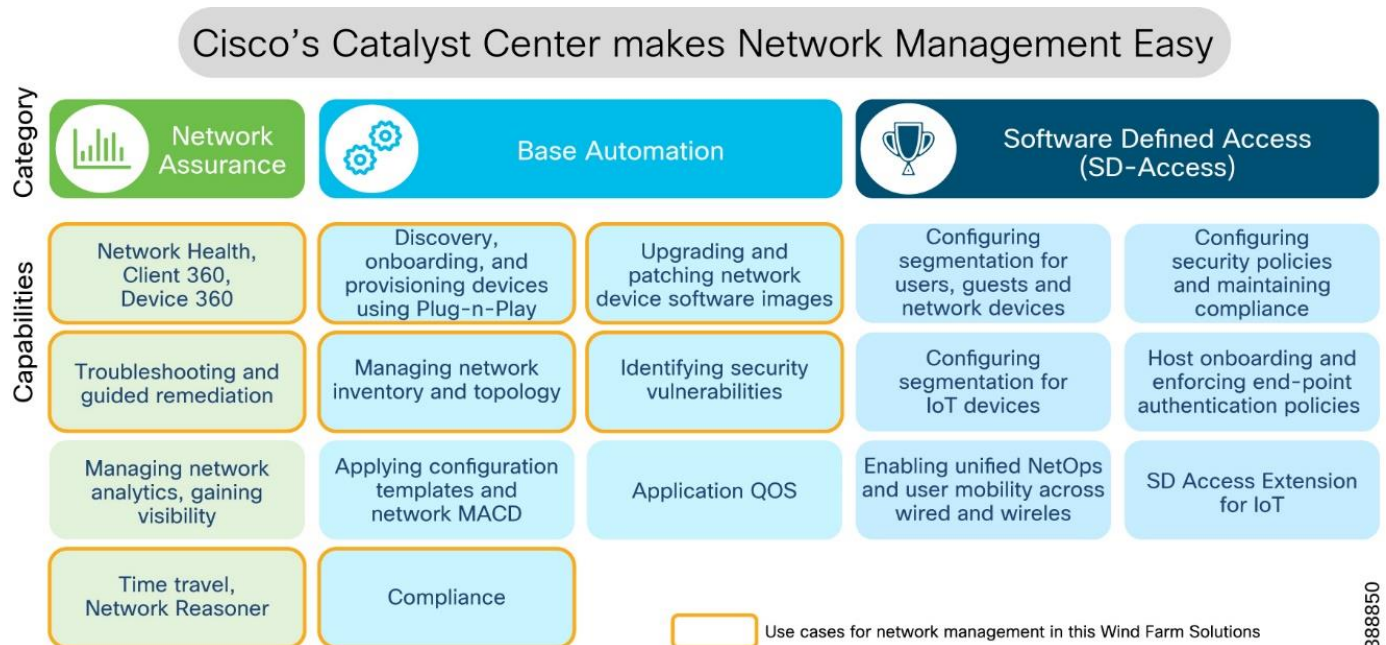 Cisco's Catalyst Center makes Network Management Easy
Category
Network
Assurance
Base Automation
Software Defined Access
(SD-Access)
Capabilities
Network Health,
Client 360,
Device 360
Discovery,
onboarding, and
provisioning devices
using Plug-n-Play
Upgrading and
patching network
device software images
Configuring
segmentation for
users, guests and
network devices
Configuring
security policies
and maintaining
compliance
Troubleshooting and
guided remediation
Managing network
inventory and topology
Identifying security
vulnerabilities
Configuring
segmentation for
IoT devices
Host onboarding and
enforcing end-point
authentication policies
Managing network
analytics, gaining
visibility
Applying configuration
templates and
network MACD
Application QOS
Enabling unified NetOps
and user mobility across
wired and wireles
SD Access Extension
for IoT
Time travel,
Network Reasoner
Compliance
Use cases for network management in this Wind Farm Solutions
388850